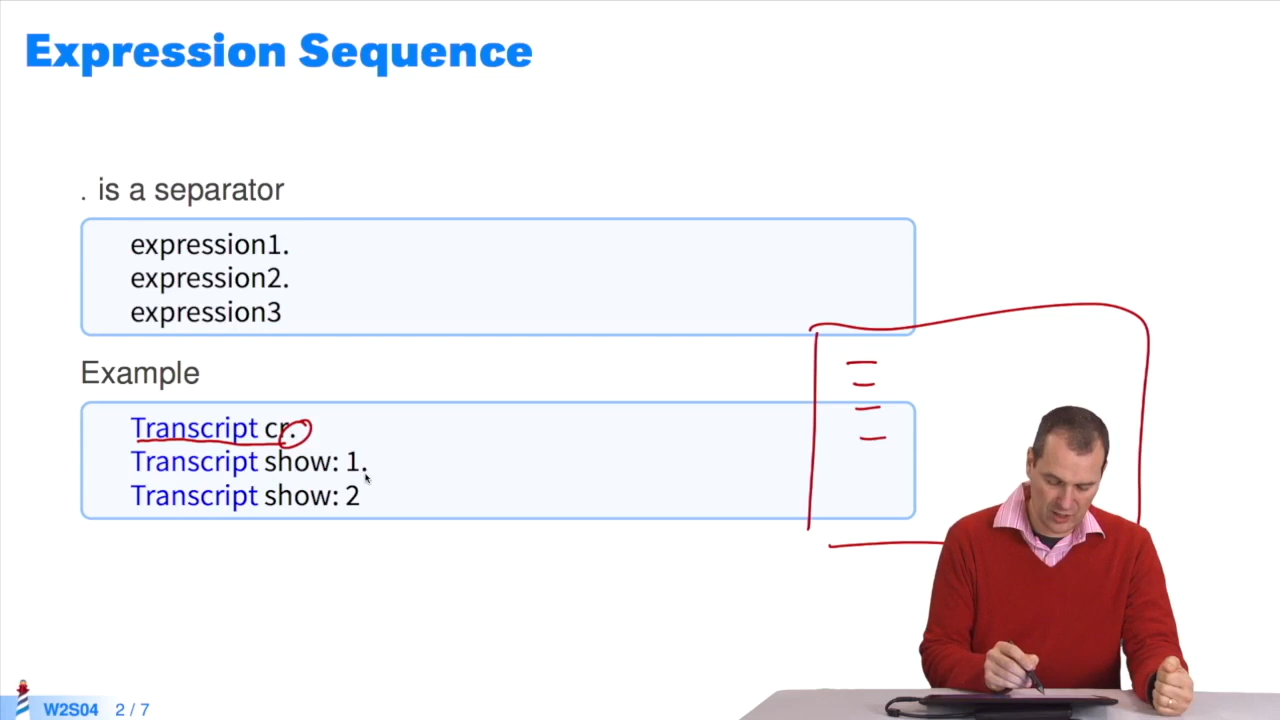 Expression Sequence
. is a separator
expression1.
expression2.
expression3
Example
Transcript cr.
Transcript show: 1.
Transcript show: 2
W2S04 2 / 7